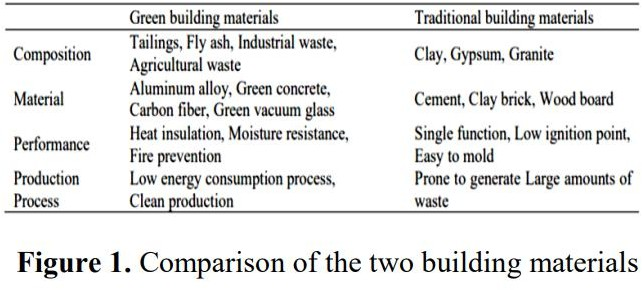 Green building materials Traditional building materials
Composition Tailings, Fly ash, Industrial waste, Agricultural waste Clay, Gypsum, Granite
Material Aluminum alloy, Green concrete, Carbon fiber, Green vacuum glass Cement, Clay brick, Wood board
Performance Heat insulation, Moisture resistance, Fire prevention Single function, Low ignition point, Easy to mold
Production Process Low energy consumption process, Clean production Prone to generate Large amounts of waste
Figure 1. Comparison of the two building materials